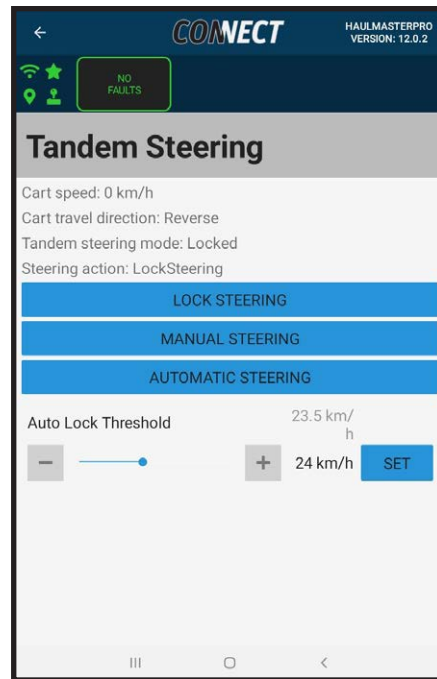 CONNECT
HAULMASTERPRO
VERSION: 12.0.2
NO
FAULTS
Tandem Steering
Cart speed: 0 km/h
Cart travel direction: Reverse
Tandem steering mode: Locked
Steering action: LockSteering
LOCK STEERING
MANUAL STEERING
AUTOMATIC STEERING
Auto Lock Threshold
23.5 km/
h
24 km/h
SET